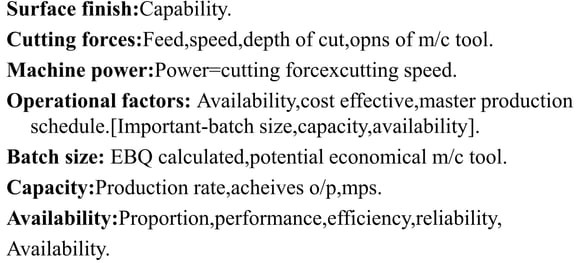 Surface finish:Capability.
Cutting forces:Feed,speed,depth of cut,opns of m/c tool.
Machine power:Power=cutting forcexcutting speed.
Operational factors: Availability,cost effective,master production
schedule.[Important-batch size,capacity,availability].
Batch size: EBQ calculated,potential economical m/c tool.
Capacity:Production rate,acheives o/p,mps.
Availability:Proportion,performance,efficiency,reliability,
Availability.